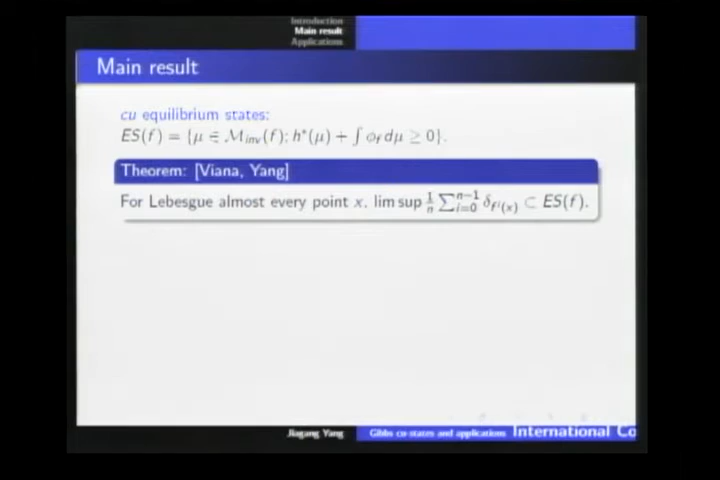 Introduction
Main result
Applications
Main result
cu equilibrium states:
ES(f) = {μ ∈ M_inv(f); h*(μ) + ∫ φ_f dμ ≥ 0}.
Theorem: [Viana, Yang]
For Lebesgue almost every point x, lim sup 1/n ∑_{i=0}^{n−1} δ_{f^i(x)} ⊂ ES(f).
Jiagang Yang
Gibbs cu-states and applications
International Co